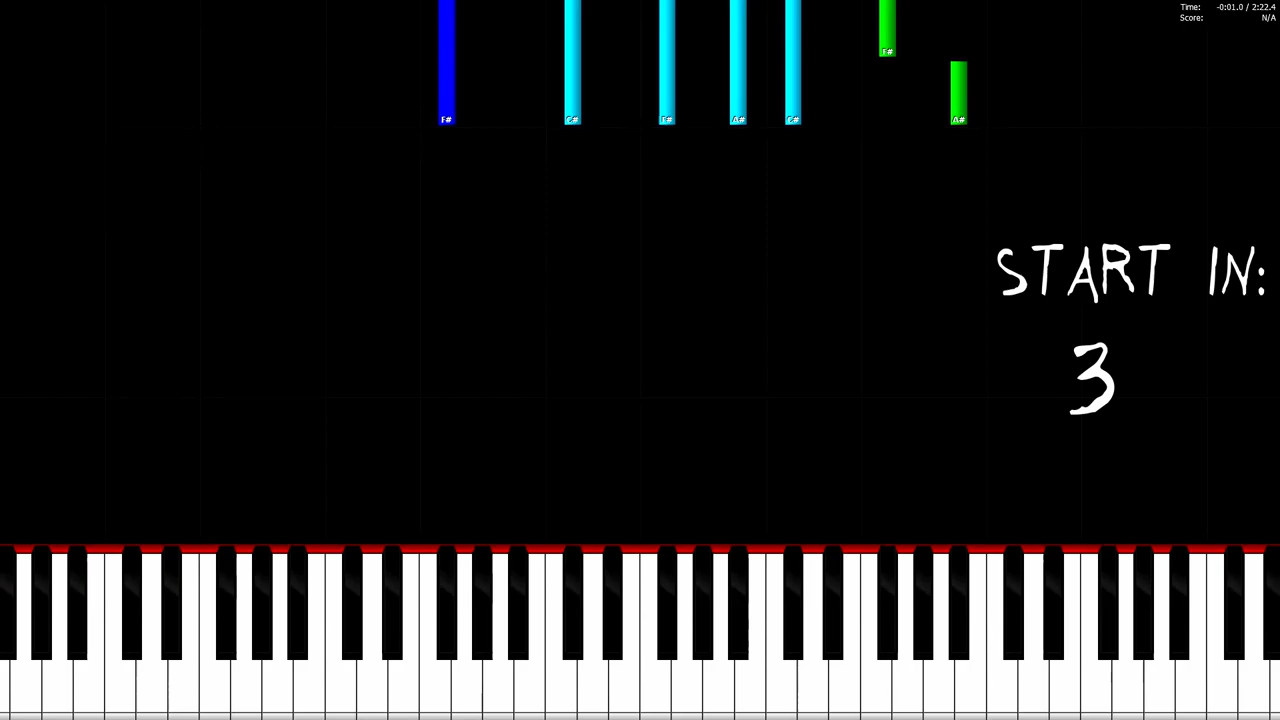 Time: -0:01.0 / 2:22.4
Score: N/A
F#
F# C# F# A# C# A#
START IN:
3